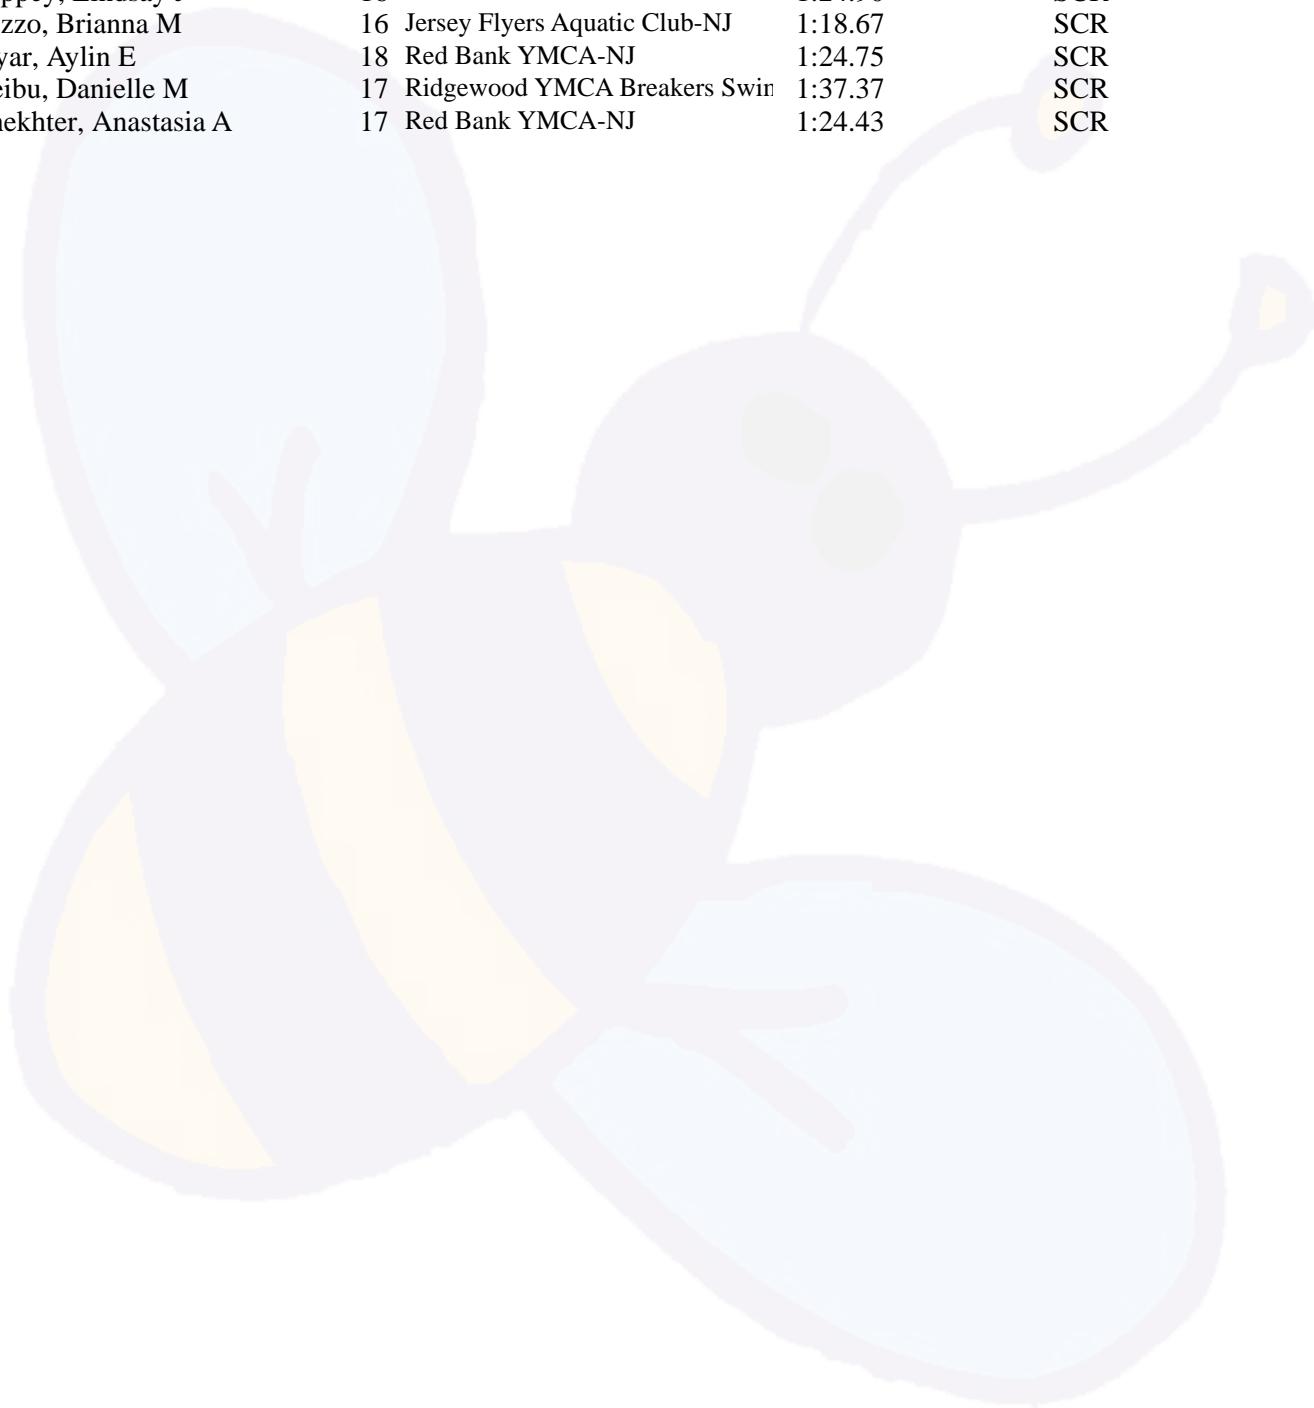 zzo, Brianna M 16 Jersey Flyers Aquatic Club-NJ 1:18.67 SCR
yar, Aylin E 18 Red Bank YMCA-NJ 1:24.75 SCR
eibu, Danielle M 17 Ridgewood YMCA Breakers Swin 1:37.37 SCR
nekhter, Anastasia A 17 Red Bank YMCA-NJ 1:24.43 SCR